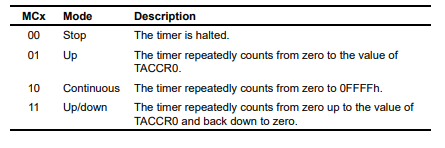 MCx Mode Description
00 Stop The timer is halted.
01 Up The timer repeatedly counts from zero to the value of
TACCR0.
10 Continuous The timer repeatedly counts from zero to 0FFFFh.
11 Up/down The timer repeatedly counts from zero up to the value of
TACCR0 and back down to zero.